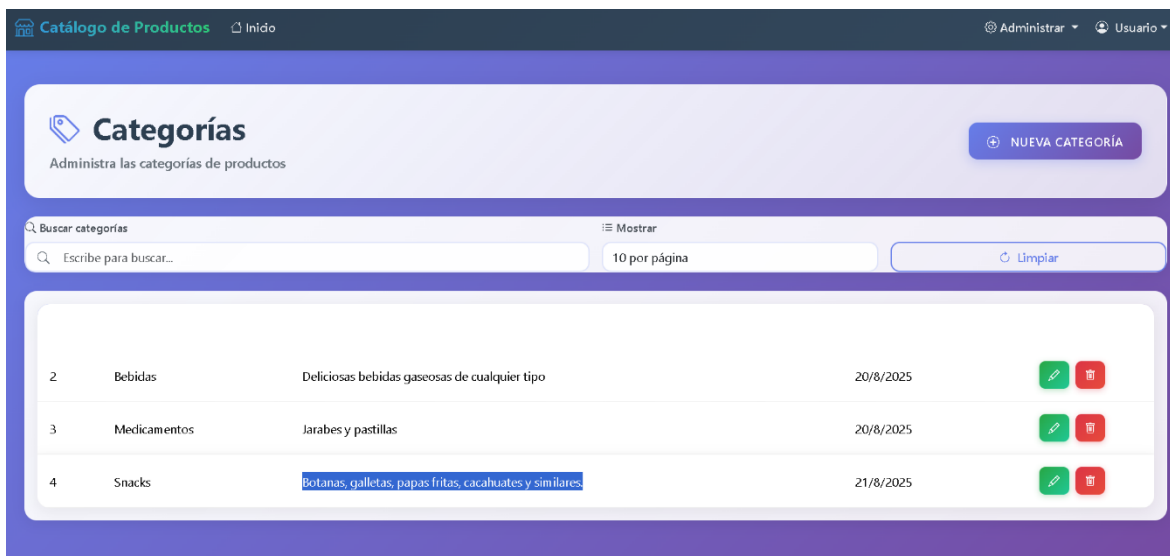 Catálogo de Productos Inicio Administrar Usuario
Categorías
Administra las categorías de productos
NUEVA CATEGORÍA
Buscar categorías Mostrar
Escribe para buscar... 10 por página Limpiar
2 Bebidas Deliciosas bebidas gaseosas de cualquier tipo 20/8/2025
3 Medicamentos Jarabes y pastillas 20/8/2025
4 Snacks Botanas, galletas, papas fritas, cacahuates y similares. 21/8/2025